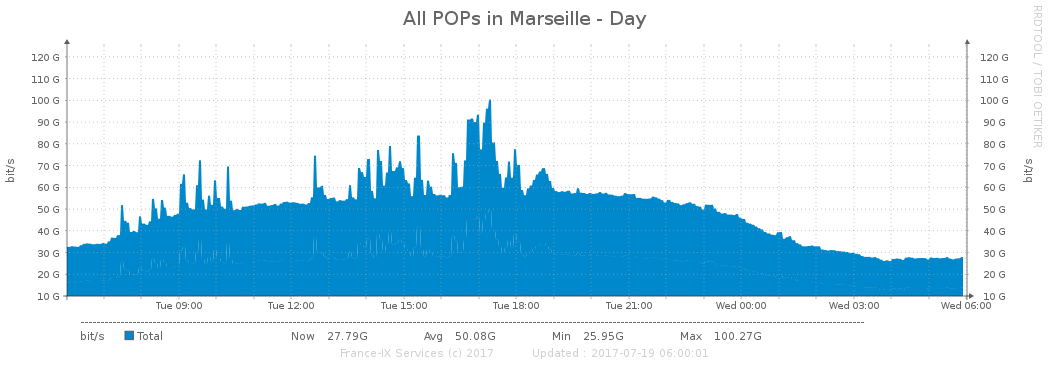 All POPs in Marseille - Day
RRDTOOL / TOBI OETIKER
bit/s
120 G
110 G
100 G
90 G
80 G
70 G
60 G
50 G
40 G
30 G
20 G
10 G
120 G
110 G
100 G
90 G
80 G
70 G
60 G
50 G
40 G
30 G
20 G
10 G
bit/s
Tue 09:00 Tue 12:00 Tue 15:00 Tue 18:00 Tue 21:00 Wed 00:00 Wed 03:00 Wed 06:00
bit/s Total Now 27.79G Avg 50.08G Min 25.95G Max 100.27G
France-IX Services (c) 2017 Updated : 2017-07-19 06:00:01